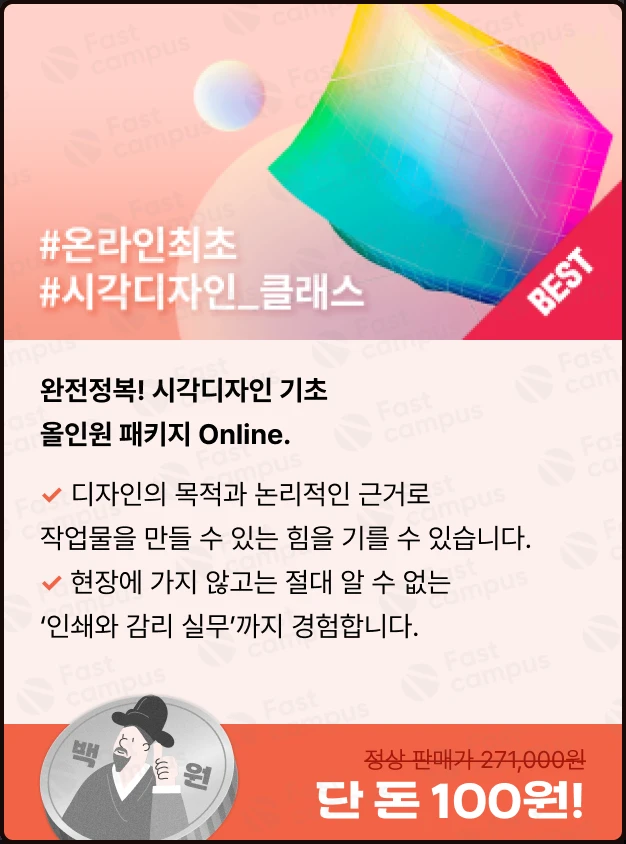 #온라인최초
#시각디자인_클래스
BEST
완전정복! 시각디자인 기초
올인원 패키지 Online.
✓ 디자인의 목적과 논리적인 근거로
작업물을 만들 수 있는 힘을 기를 수 있습니다.
✓ 현장에 가지 않고는 절대 알 수 없는
‘인쇄와 감리 실무’까지 경험합니다.
백 원
정상 판매가 271,000원
단 돈 100원!
Fast campus